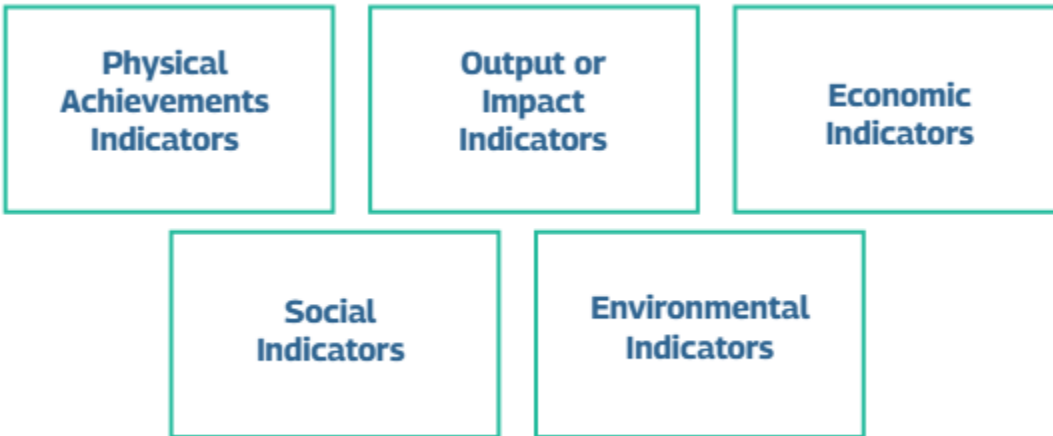 Physical
Achievements
Indicators
Output or
Impact
Indicators
Economic
Indicators
Social
Indicators
Environmental
Indicators